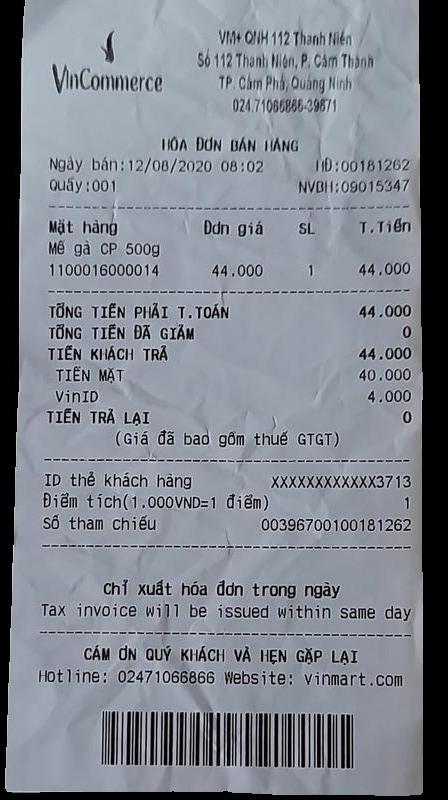 VinCommerce
VM+ QNH 112 Thanh Niên
Số 112 Thanh Niên, P. Cẩm Thành
TP. Cẩm Phả, Quảng Ninh
024.71066866-39671
HÓA ĐƠN BÁN HÀNG
Ngày bán:12/08/2020 08:02 HĐ:00181262
Quầy:001 NVBH:09015347
Mặt hàng Đơn giá SL T.Tiền
Mề gà CP 500g
1100016000014 44.000 1 44.000
TỔNG TIỀN PHẢI T.TOÁN 44.000
TỔNG TIỀN ĐÃ GIẢM 0
TIỀN KHÁCH TRẢ 44.000
TIỀN MẶT 40.000
VinID 4.000
TIỀN TRẢ LẠI 0
(Giá đã bao gồm thuế GTGT)
ID thẻ khách hàng XXXXXXXXXXXX3713
Điểm tích(1.000VND=1 điểm) 1
Số tham chiếu 00396700100181262
Chỉ xuất hóa đơn trong ngày
Tax invoice will be issued within same day
CẢM ƠN QUÝ KHÁCH VÀ HẸN GẶP LẠI
Hotline: 02471066866 Website: vinmart.com